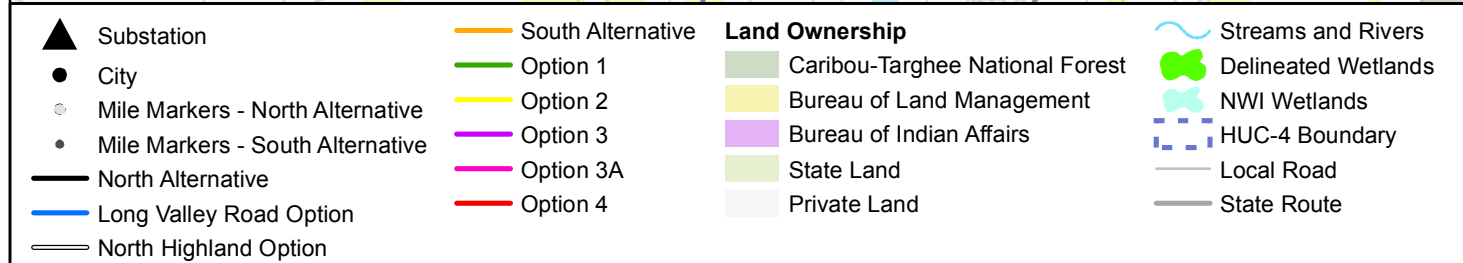 Substation
City
Mile Markers - North Alternative
Mile Markers - South Alternative
North Alternative
Long Valley Road Option
North Highland Option
South Alternative
Option 1
Option 2
Option 3
Option 3A
Option 4
Land Ownership
Caribou-Targhee National Forest
Bureau of Land Management
Bureau of Indian Affairs
State Land
Private Land
Streams and Rivers
Delineated Wetlands
NWI Wetlands
HUC-4 Boundary
Local Road
State Route